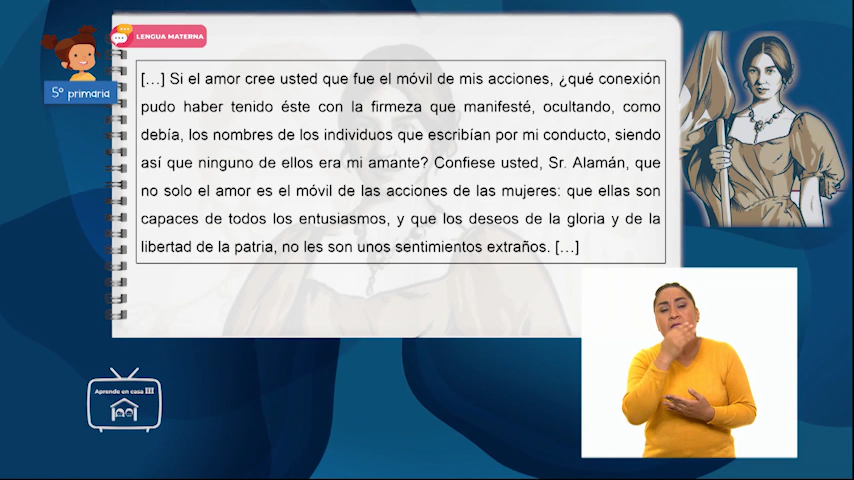 LENGUA MATERNA
5° primaria
[…] Si el amor cree usted que fue el móvil de mis acciones, ¿qué conexión
pudo haber tenido éste con la firmeza que manifesté, ocultando, como
debía, los nombres de los individuos que escribían por mi conducto, siendo
así que ninguno de ellos era mi amante? Confiese usted, Sr. Alamán, que
no solo el amor es el móvil de las acciones de las mujeres: que ellas son
capaces de todos los entusiasmos, y que los deseos de la gloria y de la
libertad de la patria, no les son unos sentimientos extraños. […]
Aprende en casa III